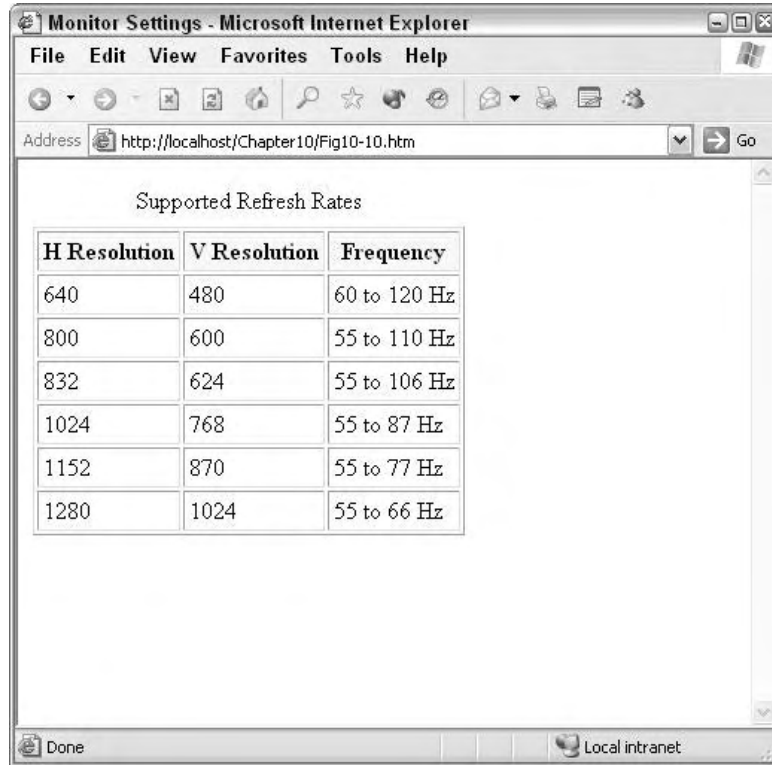 Monitor Settings - Microsoft Internet Explorer
File Edit View Favorites Tools Help
Address http://localhost/Chapter10/Fig10-10.htm Go
Supported Refresh Rates
H Resolution V Resolution Frequency
640 480 60 to 120 Hz
800 600 55 to 110 Hz
832 624 55 to 106 Hz
1024 768 55 to 87 Hz
1152 870 55 to 77 Hz
1280 1024 55 to 66 Hz
Done Local intranet